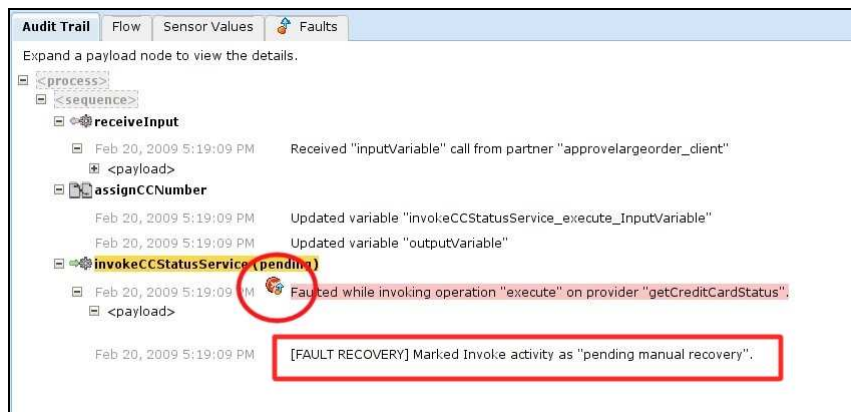 Audit Trail Flow Sensor Values Faults
Expand a payload node to view the details.
<process>
<sequence>
receiveInput
Feb 20, 2009 5:19:09 PM Received "inputVariable" call from partner "approvelargeorder_client"
<payload>
assignCCNumber
Feb 20, 2009 5:19:09 PM Updated variable "invokeCCStatusService_execute_InputVariable"
Feb 20, 2009 5:19:09 PM Updated variable "outputVariable"
invokeCCStatusService (pending)
Feb 20, 2009 5:19:09 PM Faulted while invoking operation "execute" on provider "getCreditCardStatus".
<payload>
Feb 20, 2009 5:19:09 PM [FAULT RECOVERY] Marked Invoke activity as "pending manual recovery".